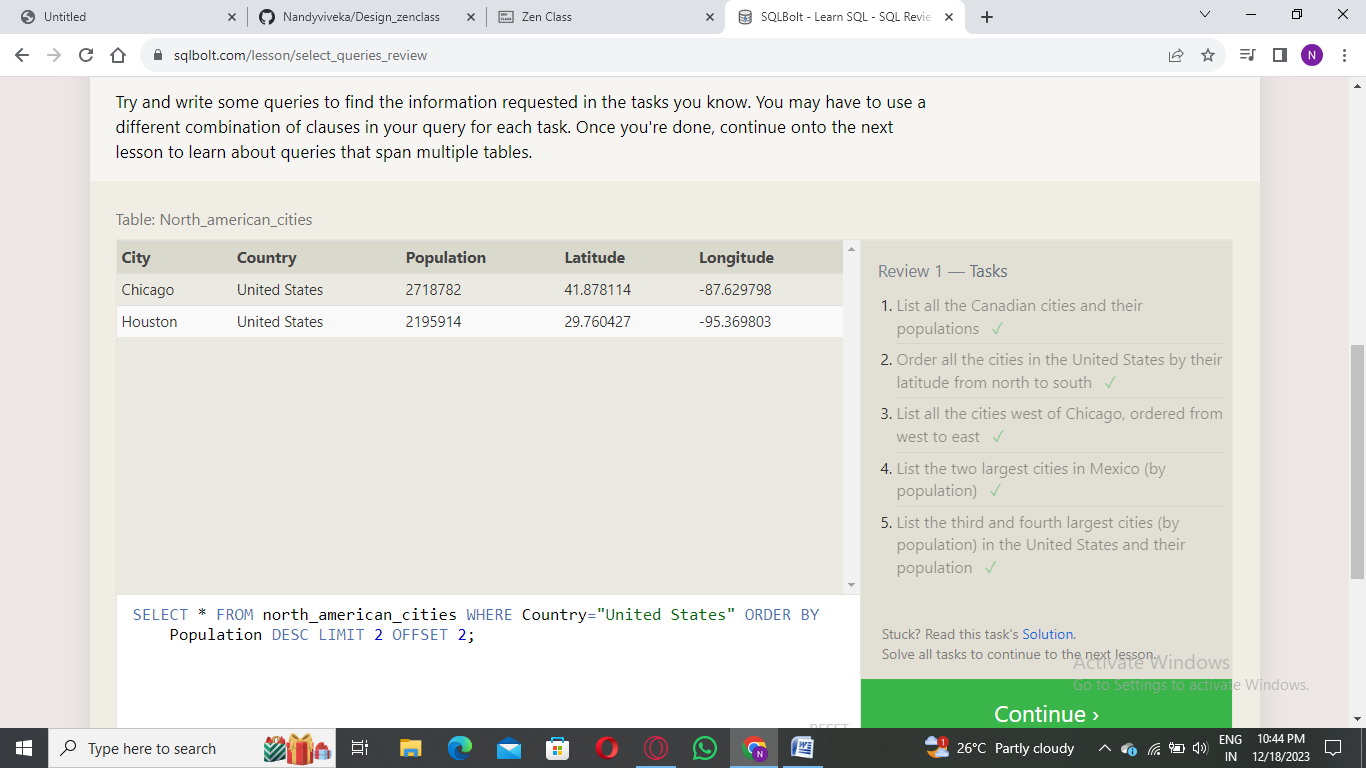 Untitled
Nandyviveka/Design_zenclass
Zen Class
SQLBolt - Learn SQL - SQL Revie
sqlbolt.com/lesson/select_queries_review
N
Try and write some queries to find the information requested in the tasks you know. You may have to use a
different combination of clauses in your query for each task. Once you're done, continue onto the next
lesson to learn about queries that span multiple tables.
Table: North_american_cities
City Country Population Latitude Longitude
Chicago United States 2718782 41.878114 -87.629798
Houston United States 2195914 29.760427 -95.369803
Review 1 — Tasks
1. List all the Canadian cities and their
populations ✓
2. Order all the cities in the United States by their
latitude from north to south ✓
3. List all the cities west of Chicago, ordered from
west to east ✓
4. List the two largest cities in Mexico (by
population) ✓
5. List the third and fourth largest cities (by
population) in the United States and their
population ✓
SELECT * FROM north_american_cities WHERE Country="United States" ORDER BY
Population DESC LIMIT 2 OFFSET 2;
RESET
Stuck? Read this task's Solution.
Solve all tasks to continue to the next lesson.
Activate Windows
Go to Settings to activate Windows.
Continue ›
Type here to search
N
1
26°C Partly cloudy
ENG
IN
10:44 PM
12/18/2023